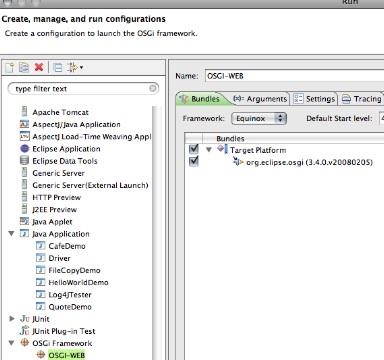 Run
Create, manage, and run configurations
Create a configuration to launch the OSGi framework.
type filter text
Apache Tomcat
AspectJ/Java Application
AspectJ Load-Time Weaving Appl
Eclipse Application
Eclipse Data Tools
Generic Server
Generic Server(External Launch)
HTTP Preview
J2EE Preview
Java Applet
Java Application
CafeDemo
Driver
FileCopyDemo
HelloWorldDemo
Log4JTester
QuoteDemo
JUnit
JUnit Plug-in Test
OSGi Framework
OSGI-WEB
Name: OSGI-WEB
Bundles Arguments Settings Tracing
Framework: Equinox Default Start level: 4
Bundles
Target Platform
org.eclipse.osgi (3.4.0.v20080205)